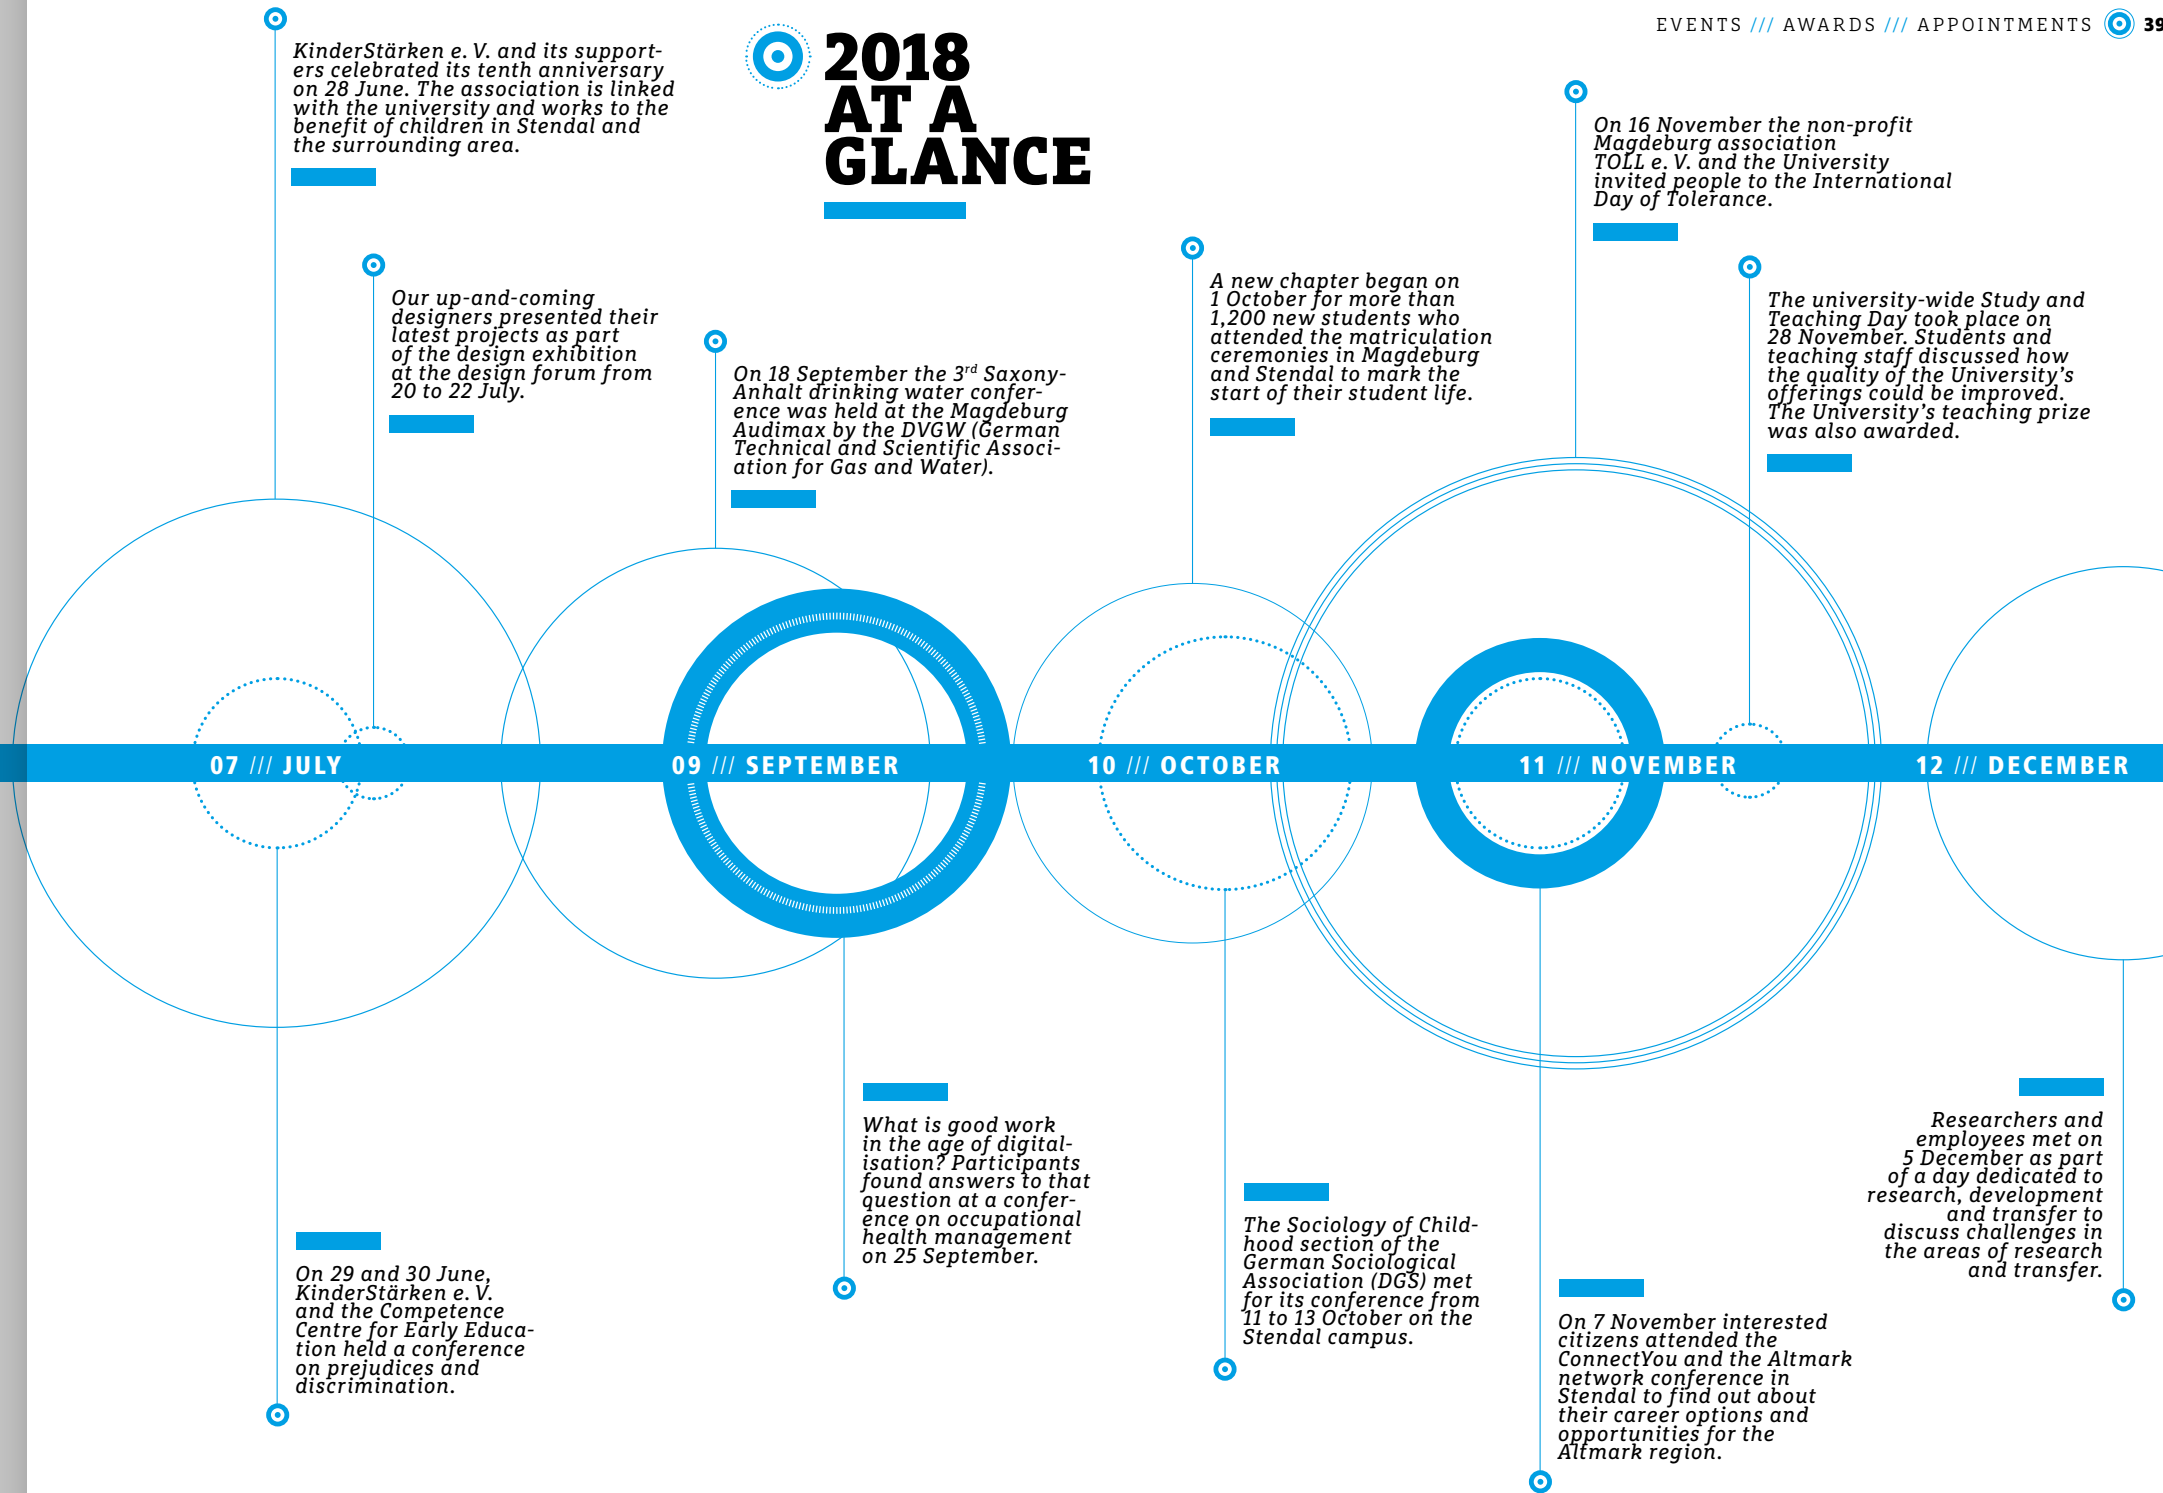 EVENTS /// AWARDS /// APPOINTMENTS 39
2018
AT A
GLANCE
KinderStärken e. V. and its support-
ers celebrated its tenth anniversary
on 28 June. The association is linked
with the university and works to the
benefit of children in Stendal and
the surrounding area.
Our up-and-coming
designers presented their
latest projects as part
of the design exhibition
at the design forum from
20 to 22 July.
On 18 September the 3rd Saxony-
Anhalt drinking water confer-
ence was held at the Magdeburg
Audimax by the DVGW (German
Technical and Scientific Associ-
ation for Gas and Water).
A new chapter began on
1 October for more than
1,200 new students who
attended the matriculation
ceremonies in Magdeburg
and Stendal to mark the
start of their student life.
On 16 November the non-profit
Magdeburg association
TOLL e. V. and the University
invited people to the International
Day of Tolerance.
The university-wide Study and
Teaching Day took place on
28 November. Students and
teaching staff discussed how
the quality of the University's
offerings could be improved.
The University's teaching prize
was also awarded.
07 /// JULY
09 /// SEPTEMBER
10 /// OCTOBER
11 /// NOVEMBER
12 /// DECEMBER
On 29 and 30 June,
KinderStärken e. V.
and the Competence
Centre for Early Educa-
tion held a conference
on prejudices and
discrimination.
What is good work
in the age of digital-
isation? Participants
found answers to that
question at a confer-
ence on occupational
health management
on 25 September.
The Sociology of Child-
hood section of the
German Sociological
Association (DGS) met
for its conference from
11 to 13 October on the
Stendal campus.
On 7 November interested
citizens attended the
ConnectYou and the Altmark
network conference in
Stendal to find out about
their career options and
opportunities for the
Altmark region.
Researchers and
employees met on
5 December as part
of a day dedicated to
research, development
and transfer to
discuss challenges in
the areas of research
and transfer.